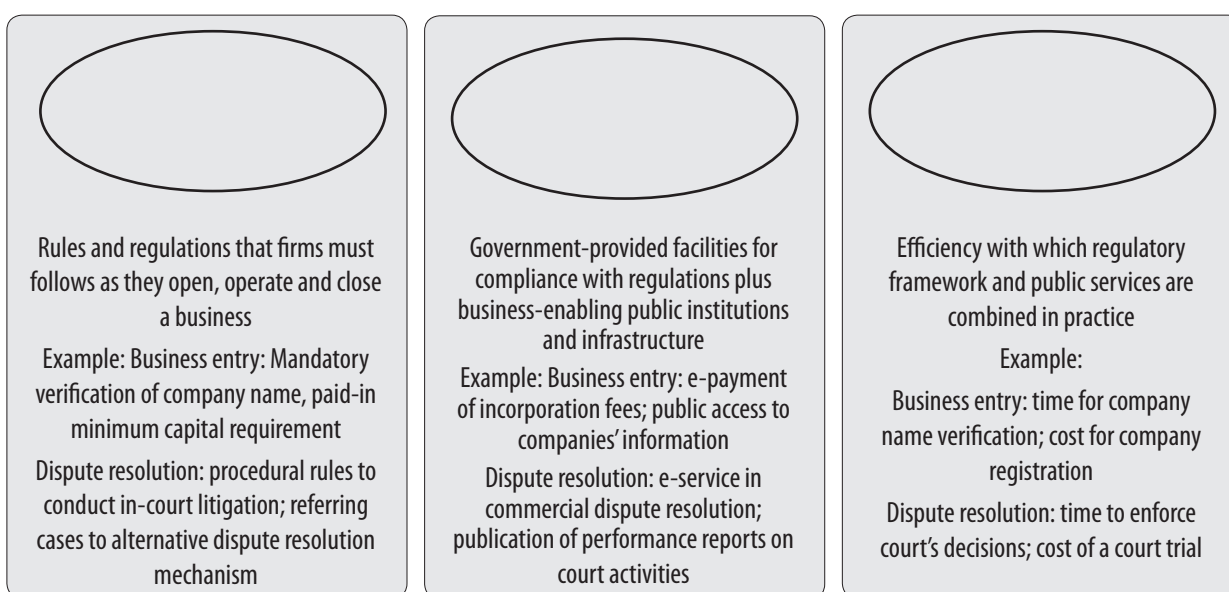 Rules and regulations that firms must
follows as they open, operate and close
a business
Example: Business entry: Mandatory
verification of company name, paid-in
minimum capital requirement
Dispute resolution: procedural rules to
conduct in-court litigation; referring
cases to alternative dispute resolution
mechanism
Government-provided facilities for
compliance with regulations plus
business-enabling public institutions
and infrastructure
Example: Business entry: e-payment
of incorporation fees; public access to
companies’ information
Dispute resolution: e-service in
commercial dispute resolution;
publication of performance reports on
court activities
Efficiency with which regulatory
framework and public services are
combined in practice
Example:
Business entry: time for company
name verification; cost for company
registration
Dispute resolution: time to enforce
court’s decisions; cost of a court trial